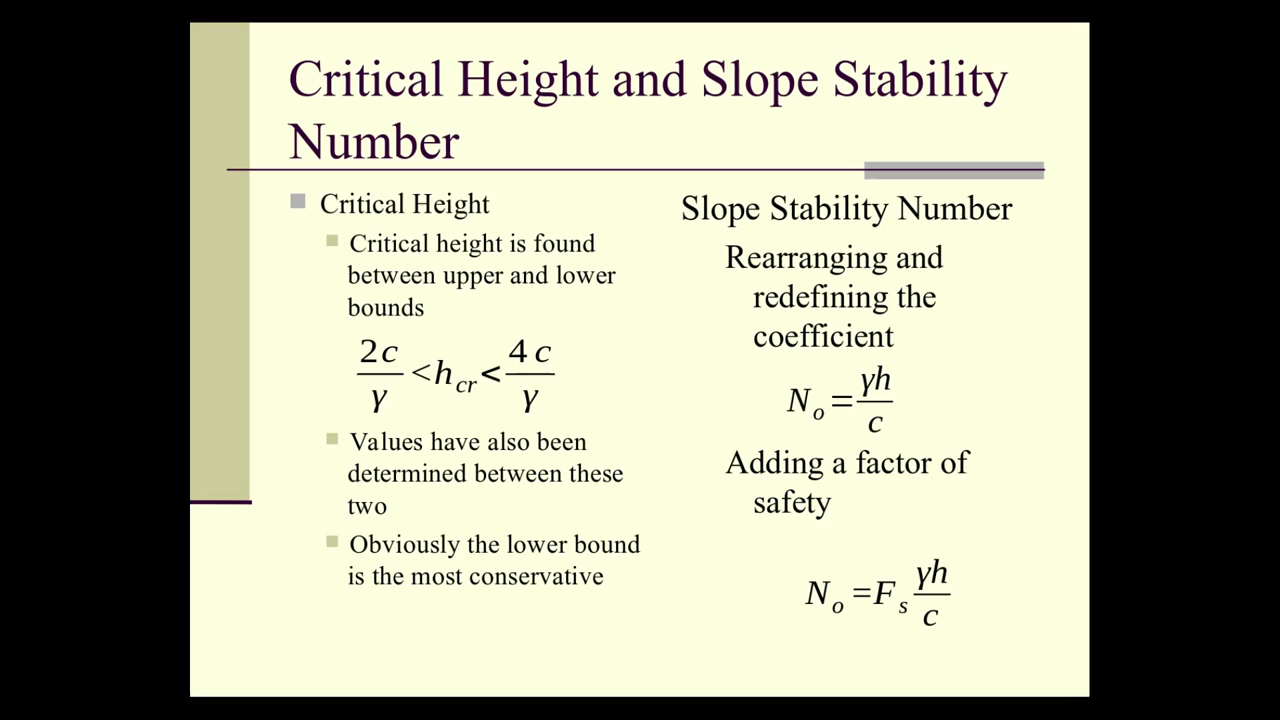 Critical Height and Slope Stability
Number
Critical Height
Critical height is found
between upper and lower
bounds
2c/γ < h_cr < 4c/γ
Values have also been
determined between these
two
Obviously the lower bound
is the most conservative
Slope Stability Number
Rearranging and
redefining the
coefficient
N_o = γh/c
Adding a factor of
safety
N_o = F_s γh/c